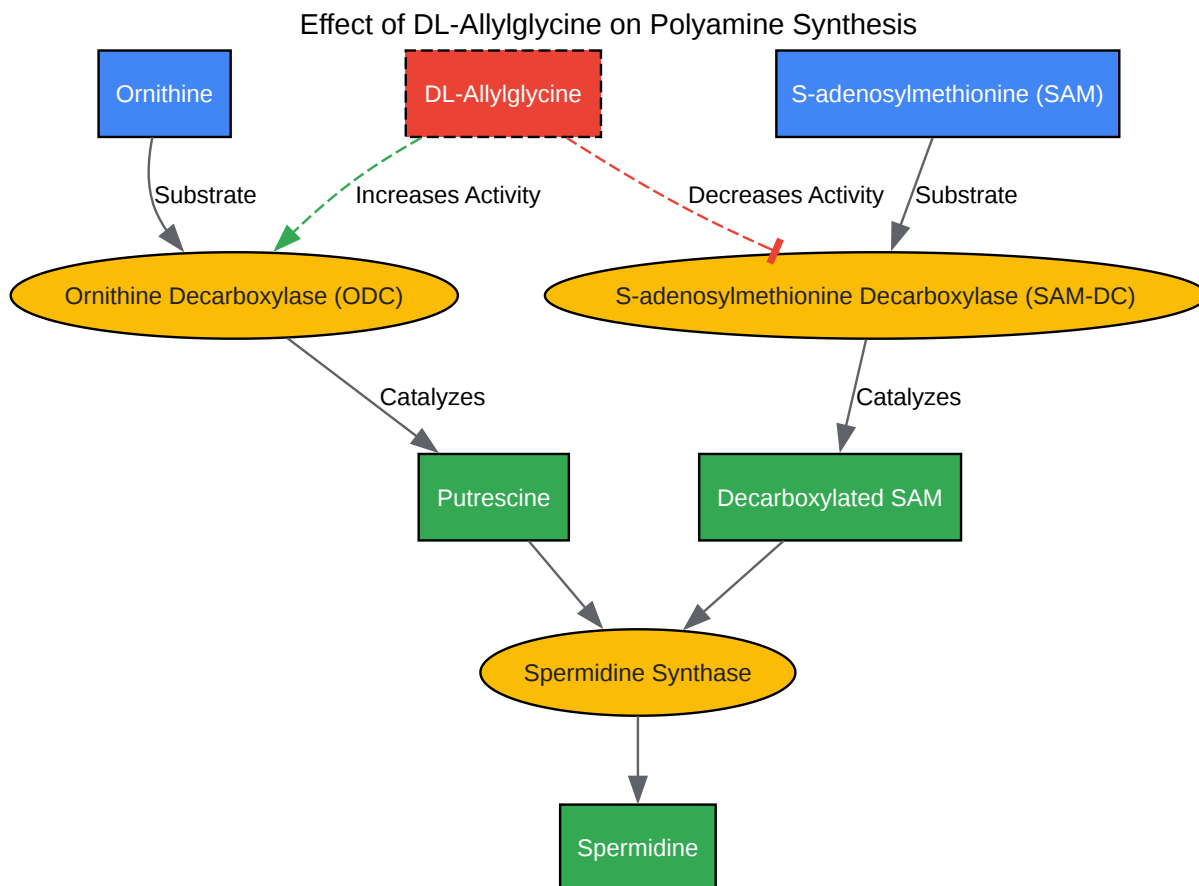 Effect of DL-Allylglycine on Polyamine Synthesis
Ornithine
DL-Allylglycine
S-adenosylmethionine (SAM)
Substrate
Increases Activity
Decreases Activity
Substrate
Ornithine Decarboxylase (ODC)
S-adenosylmethionine Decarboxylase (SAM-DC)
Catalyzes
Catalyzes
Putrescine
Decarboxylated SAM
Spermidine Synthase
Spermidine